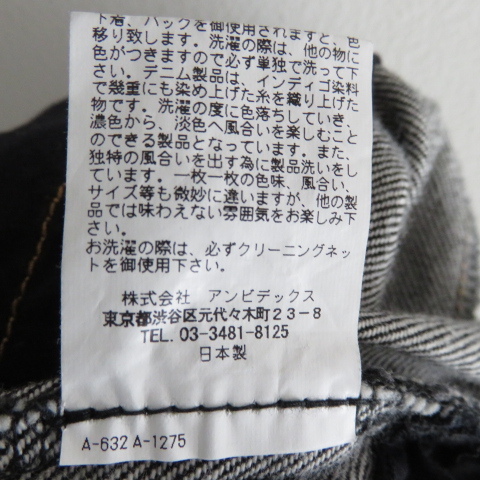 下着、バックを御使用されますと、色
移り致します。洗濯の際は、他の物に
色がつきますので必ず単独で洗って下
さい。デニム製品は、インディゴ染料
で幾重にも染め上げた糸を織り上げた
物です。洗濯の度に色落ちしていき、
濃色から、淡色へ風合いを楽しむこと
のできる製品となっています。また、
独特の風合いを出す為に製品洗いをし
ています。一枚一枚の色味、風合い、
サイズ等も微妙に違いますが、他の製
品では味わえない雰囲気をお楽しみ下
さい。
お洗濯の際は、必ずクリーニングネッ
トを御使用下さい。
株式会社 アンビデックス
東京都渋谷区元代々木町23-8
TEL. 03-3481-8125
日本製
A-632 A-1275